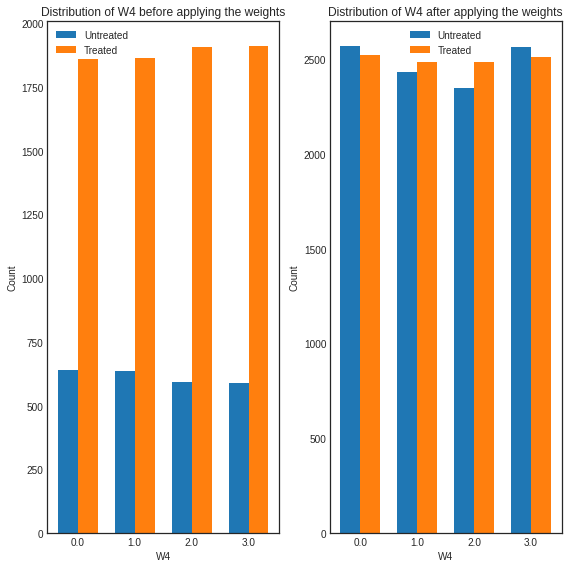 Distribution of W4 before applying the weights
Untreated
Treated
2000
1750
1500
1250
1000
750
500
250
0
Count
0.0 1.0 2.0 3.0
W4
Distribution of W4 after applying the weights
Untreated
Treated
2500
2000
1500
1000
500
0
Count
0.0 1.0 2.0 3.0
W4